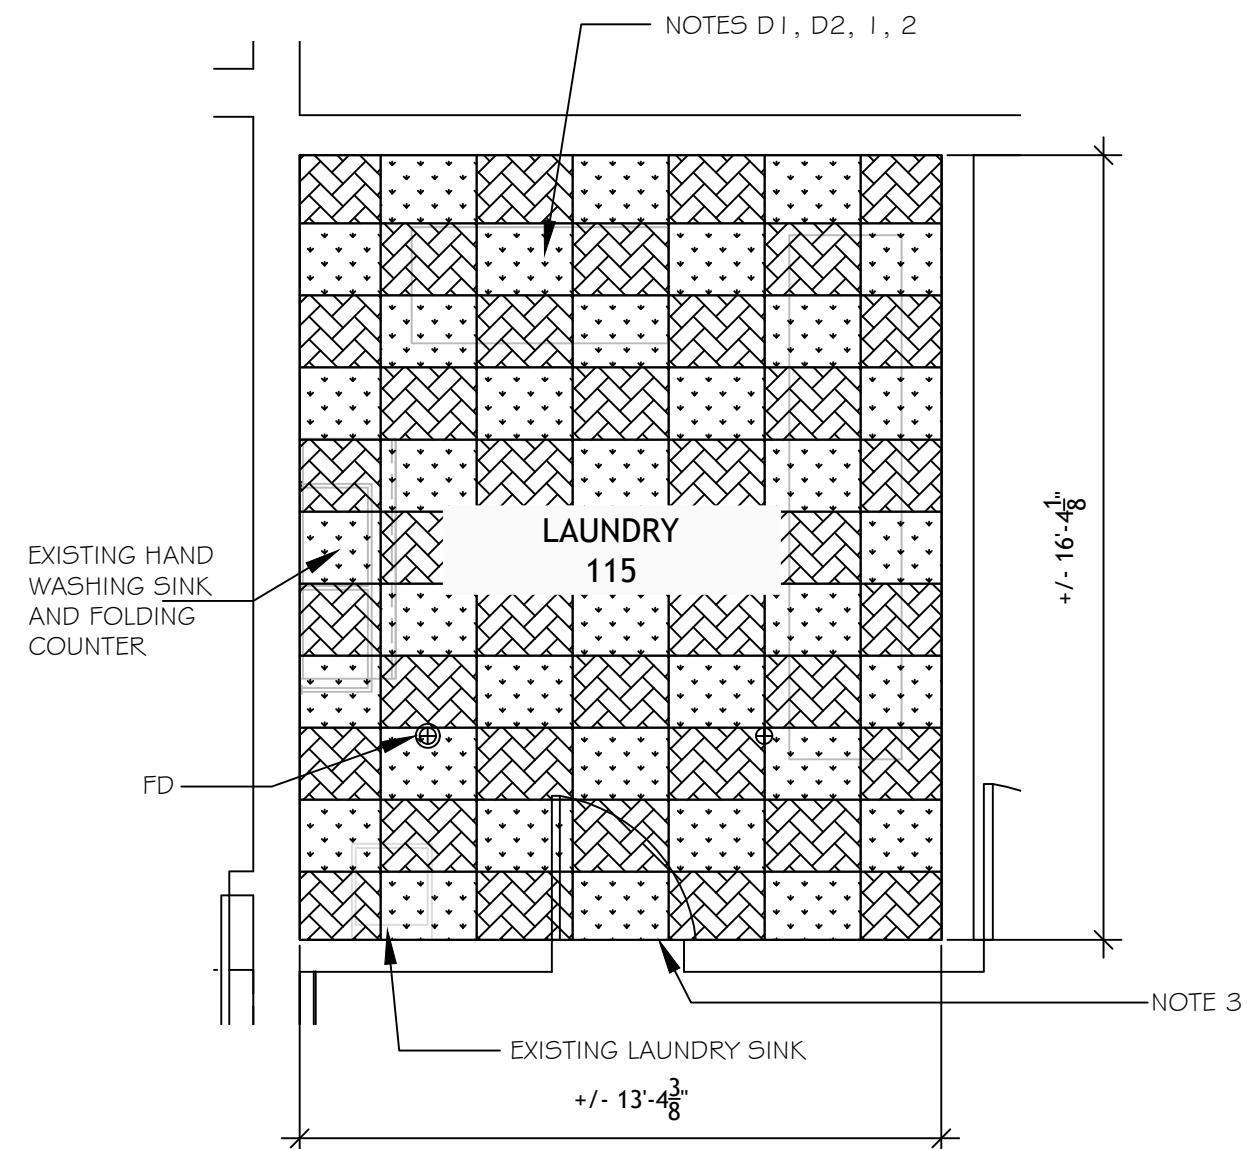 NOTES D1, D2, 1, 2
LAUNDRY
115
+/- 16'-4 1/8"
EXISTING HAND
WASHING SINK
AND FOLDING
COUNTER
FD
NOTE 3
EXISTING LAUNDRY SINK
+/- 13'-4 3/8"